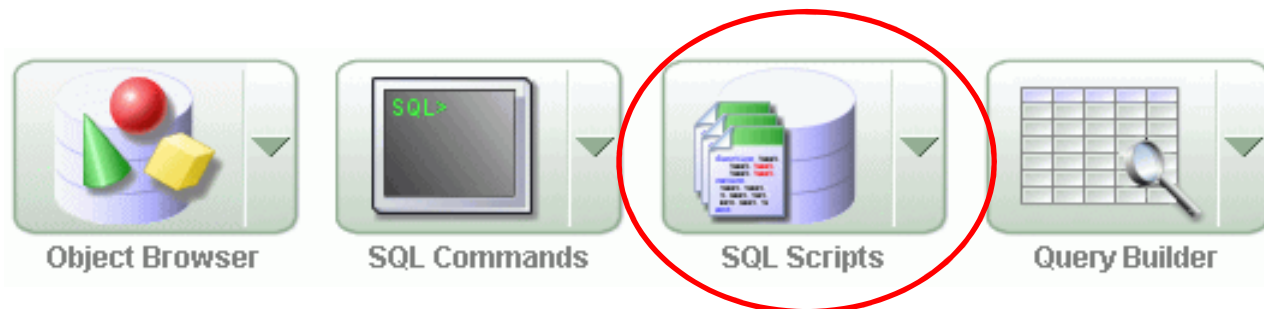 SQL>
Object Browser
SQL Commands
SQL Scripts
Query Builder